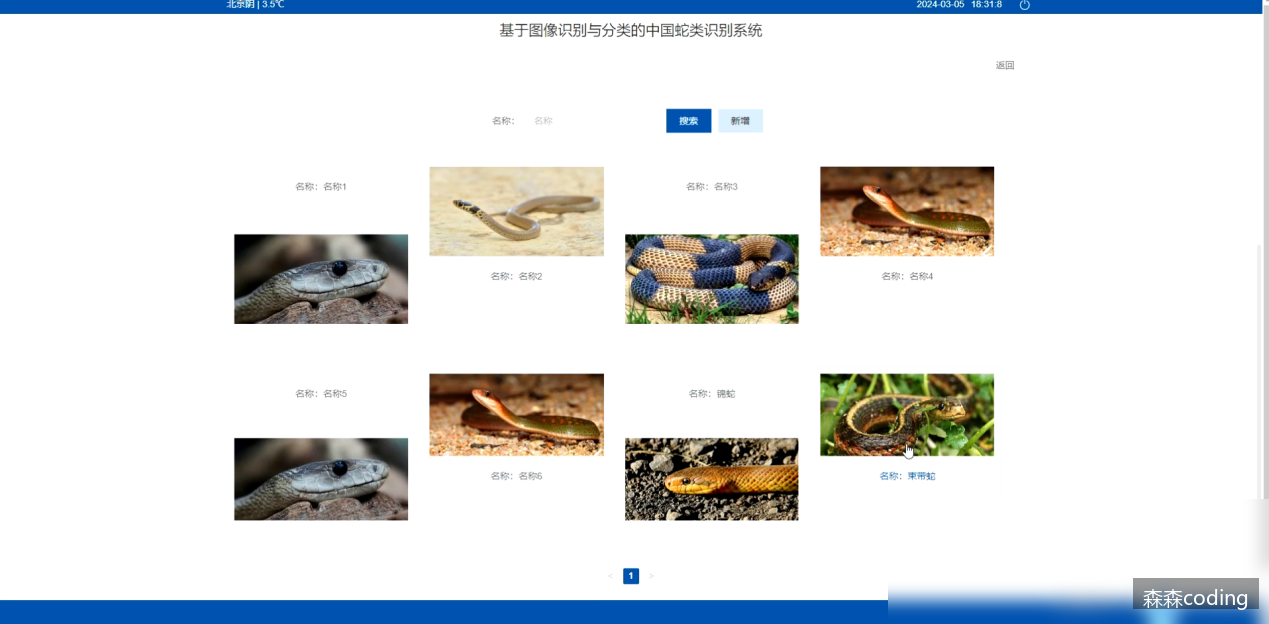 北京阴 | 3.5℃
2024-03-05 18:31:8
基于图像识别与分类的中国蛇类识别系统
返回
名称： 名称 搜索 新增
名称：名称1
名称：名称2
名称：名称3
名称：名称4
名称：名称5
名称：名称6
名称：锦蛇
名称：束带蛇
< 1 >
森森coding